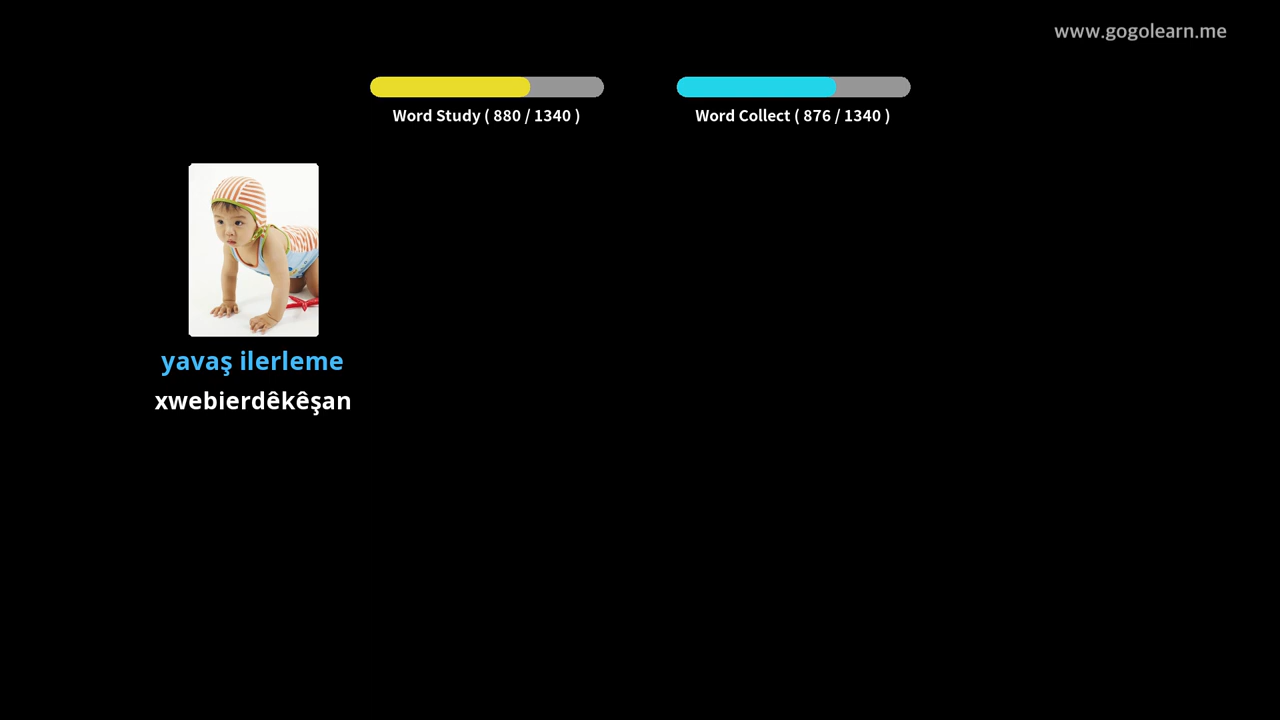 www.gogolearn.me
Word Study ( 880 / 1340 )
Word Collect ( 876 / 1340 )
yavaş ilerleme
xwebierdêkêşan